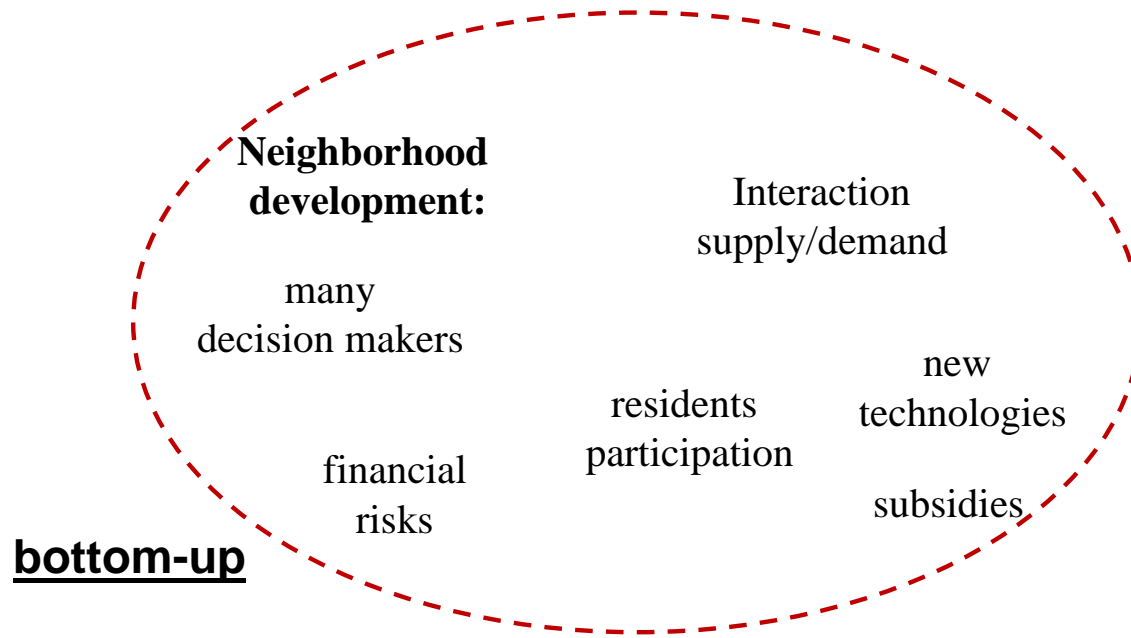 Neighborhood
development:
Interaction
supply/demand
many
decision makers
new
technologies
residents
participation
financial
risks
subsidies
bottom-up